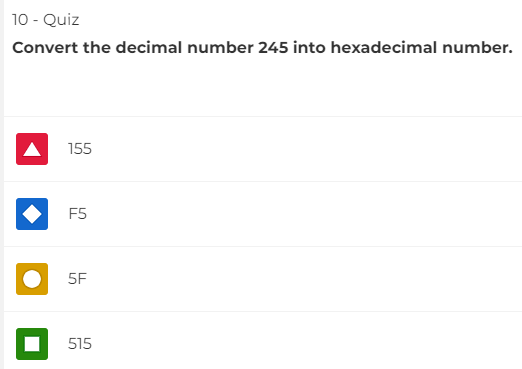 10 - Quiz
Convert the decimal number 245 into hexadecimal number.
155
F5
5F
515